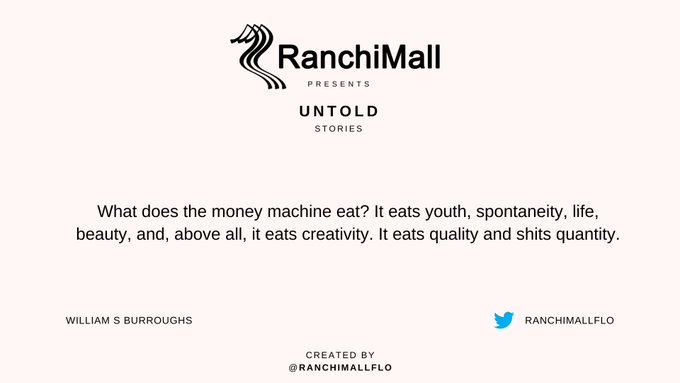 RanchiMall
PRESENTS
UNTOLD
STORIES
What does the money machine eat? It eats youth, spontaneity, life,
beauty, and, above all, it eats creativity. It eats quality and shits quantity.
WILLIAM S BURROUGHS
RANCHIMALLFLO
CREATED BY
@RANCHIMALLFLO